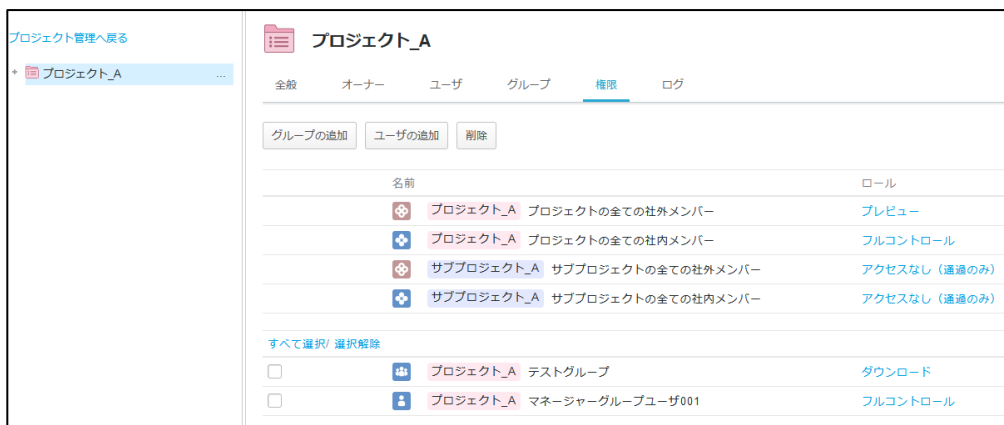 プロジェクト管理へ戻る
プロジェクト_A ...
プロジェクト_A
全般 オーナー ユーザ グループ 権限 ログ
グループの追加 ユーザの追加 削除
名前 ロール
プロジェクト_A プロジェクトの全ての社外メンバー プレビュー
プロジェクト_A プロジェクトの全ての社内メンバー フルコントロール
サブプロジェクト_A サブプロジェクトの全ての社外メンバー アクセスなし（通過のみ）
サブプロジェクト_A サブプロジェクトの全ての社内メンバー アクセスなし（通過のみ）
すべて選択/ 選択解除
プロジェクト_A テストグループ ダウンロード
プロジェクト_A マネージャーグループユーザ001 フルコントロール